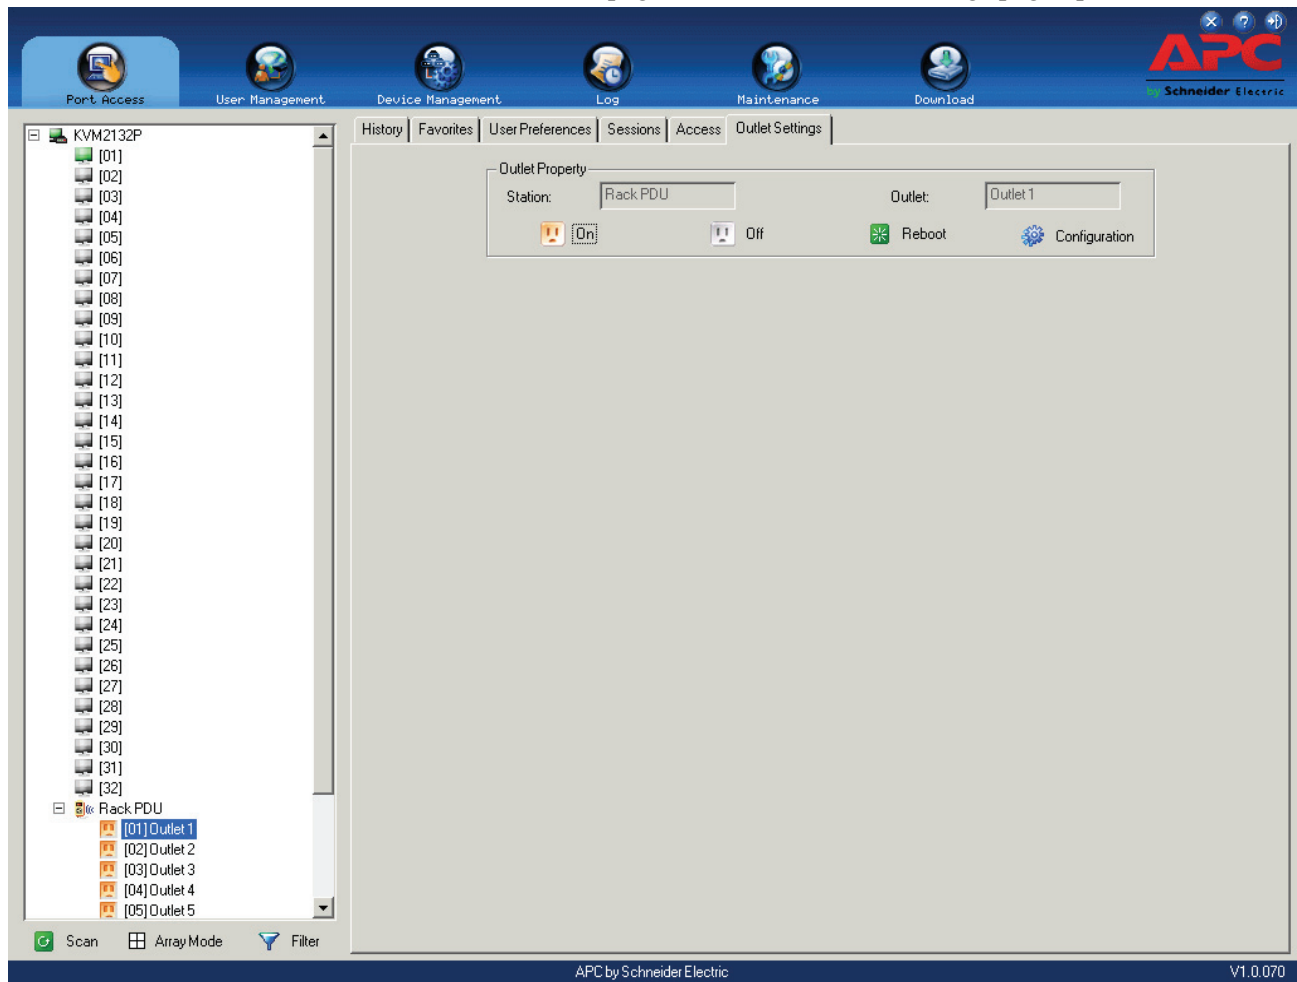 APC
by Schneider Electric
Port Access
User Management
Device Management
Log
Maintenance
Download
KVM2132P
[01]
[02]
[03]
[04]
[05]
[06]
[07]
[08]
[09]
[10]
[11]
[12]
[13]
[14]
[15]
[16]
[17]
[18]
[19]
[20]
[21]
[22]
[23]
[24]
[25]
[26]
[27]
[28]
[29]
[30]
[31]
[32]
Rack PDU
[01] Outlet 1
[02] Outlet 2
[03] Outlet 3
[04] Outlet 4
[05] Outlet 5
Scan
Array Mode
Filter
History
Favorites
User Preferences
Sessions
Access
Outlet Settings
Outlet Property
Station:
Rack PDU
Outlet:
Outlet 1
On
Off
Reboot
Configuration
APC by Schneider Electric
V1.0.070